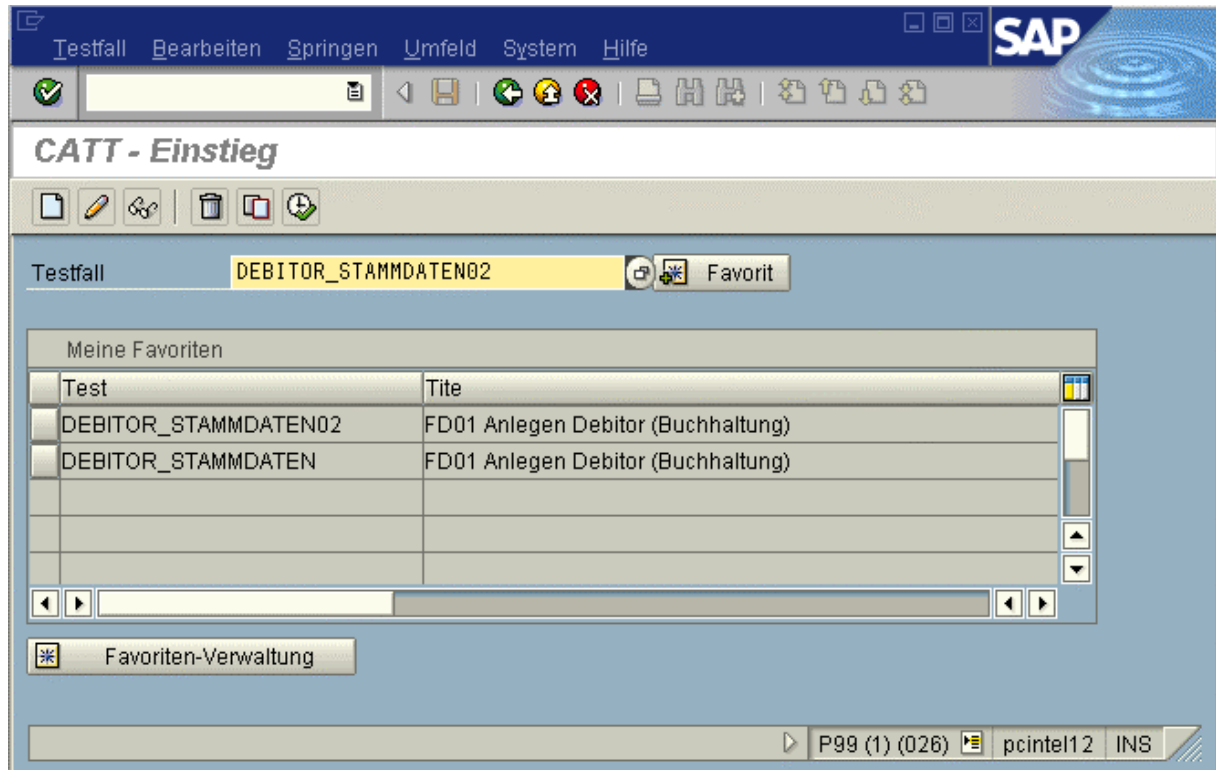 Testfall Bearbeiten Springen Umfeld System Hilfe
SAP
CATT - Einstieg
Testfall DEBITOR_STAMMDATEN02 Favorit
Meine Favoriten
Test Tite
DEBITOR_STAMMDATEN02 FD01 Anlegen Debitor (Buchhaltung)
DEBITOR_STAMMDATEN FD01 Anlegen Debitor (Buchhaltung)
Favoriten-Verwaltung
P99 (1) (026) pcintel12 INS